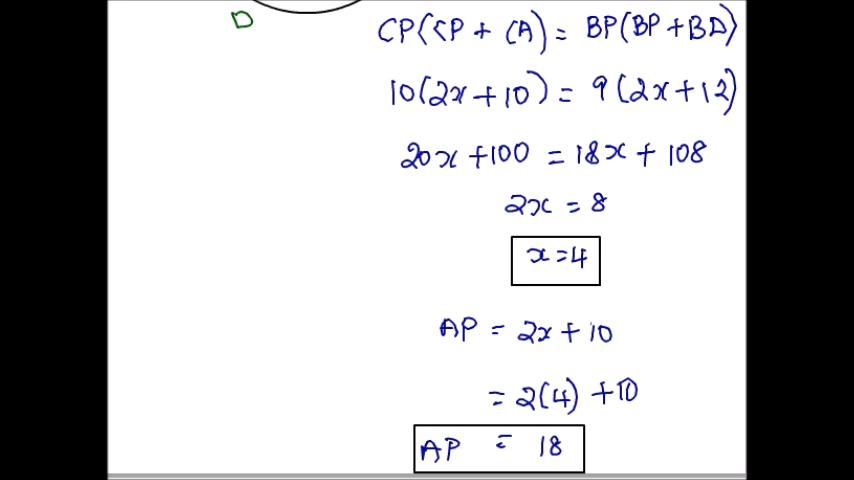 D
CP(CP + CA) = BP(BP + BD)
10(2x + 10) = 9(2x + 12)
20x + 100 = 18x + 108
2x = 8
x = 4
AP = 2x + 10
= 2(4) + 10
AP = 18